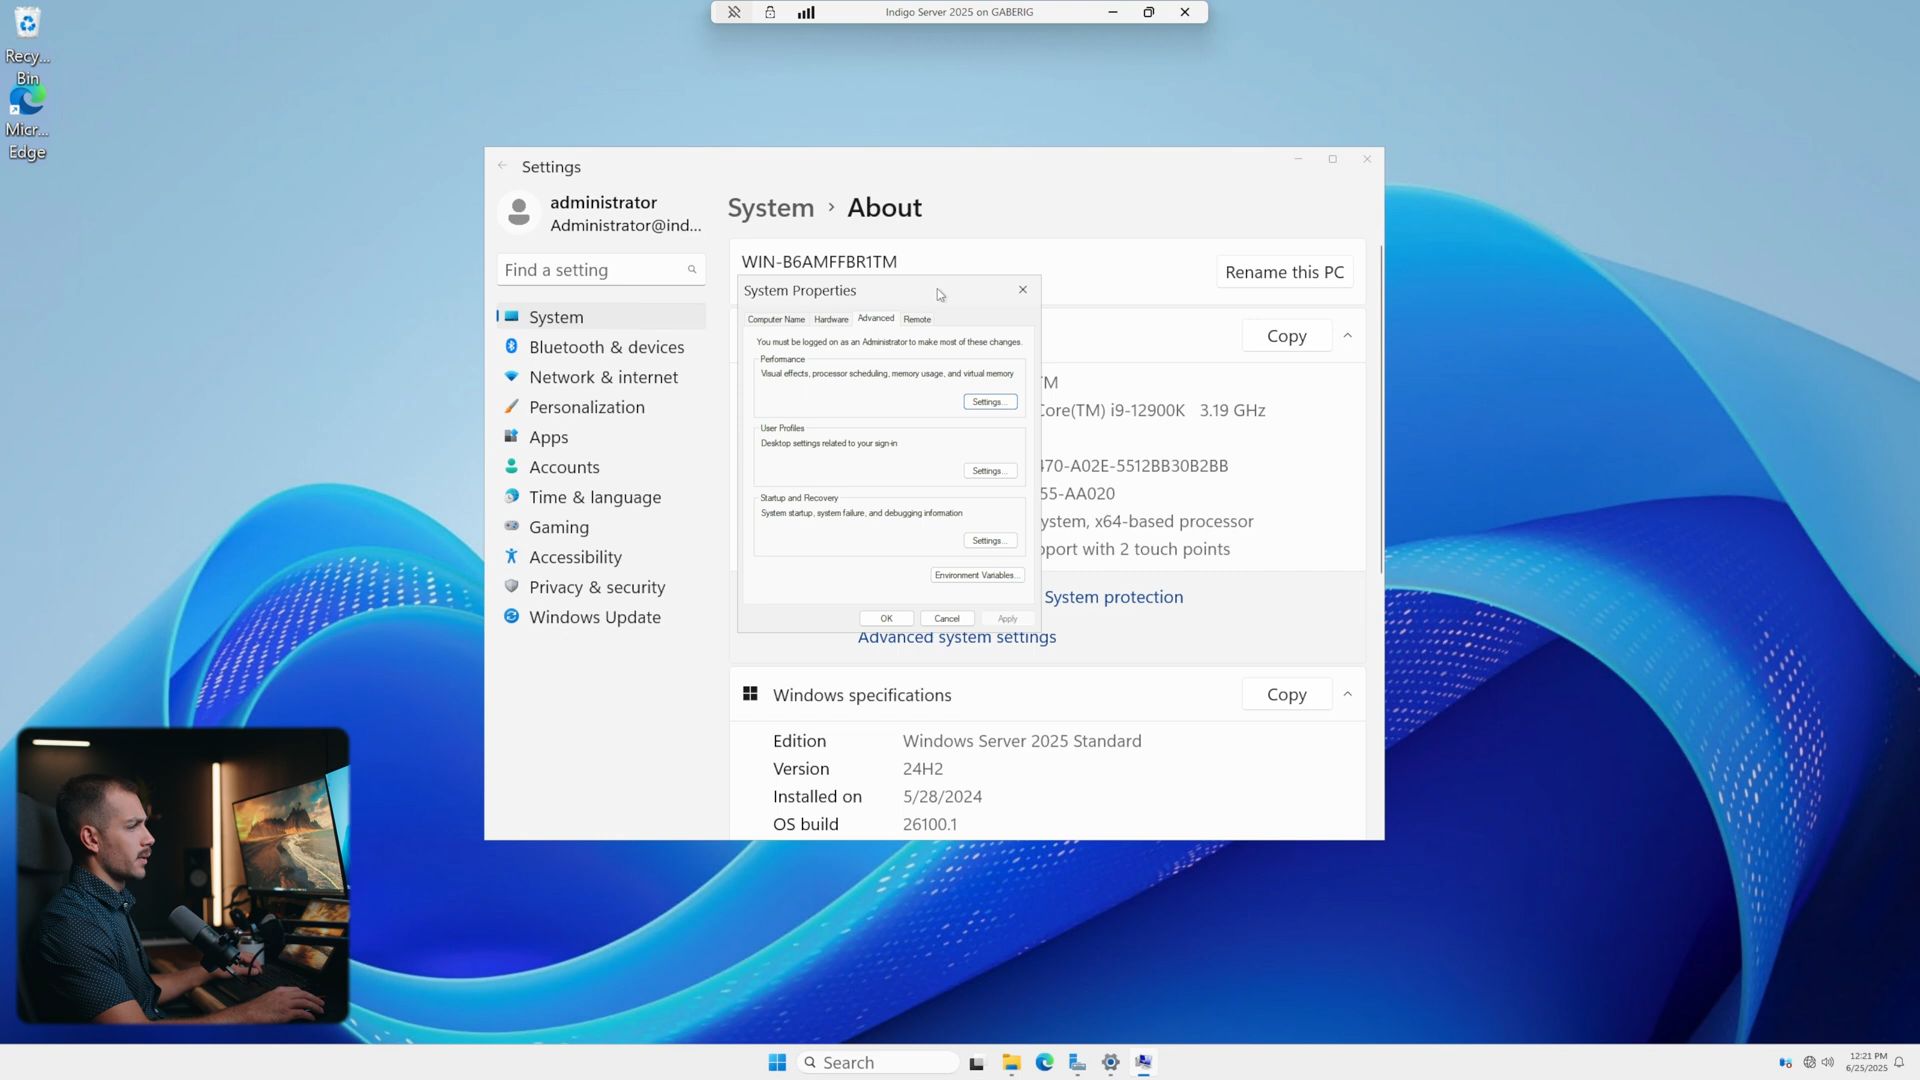 Indigo Server 2025 on GABERIG
Recy...
Bin
Micr...
Edge
Settings
administrator
Administrator@ind...
Find a setting
System
Bluetooth & devices
Network & internet
Personalization
Apps
Accounts
Time & language
Gaming
Accessibility
Privacy & security
Windows Update
System › About
WIN-B6AMFFBR1TM
Rename this PC
Copy
System Properties
Computer Name Hardware Advanced Remote
You must be logged on as an Administrator to make most of these changes.
Performance
Visual effects, processor scheduling, memory usage, and virtual memory
Settings...
User Profiles
Desktop settings related to your sign-in
Settings...
Startup and Recovery
System startup, system failure, and debugging information
Settings...
Environment Variables...
OK Cancel Apply
TM
Core(TM) i9-12900K 3.19 GHz
470-A02E-5512BB30B2BB
55-AA020
system, x64-based processor
pport with 2 touch points
System protection
Advanced system settings
Windows specifications
Copy
Edition Windows Server 2025 Standard
Version 24H2
Installed on 5/28/2024
OS build 26100.1
Search
12:21 PM
6/25/2025